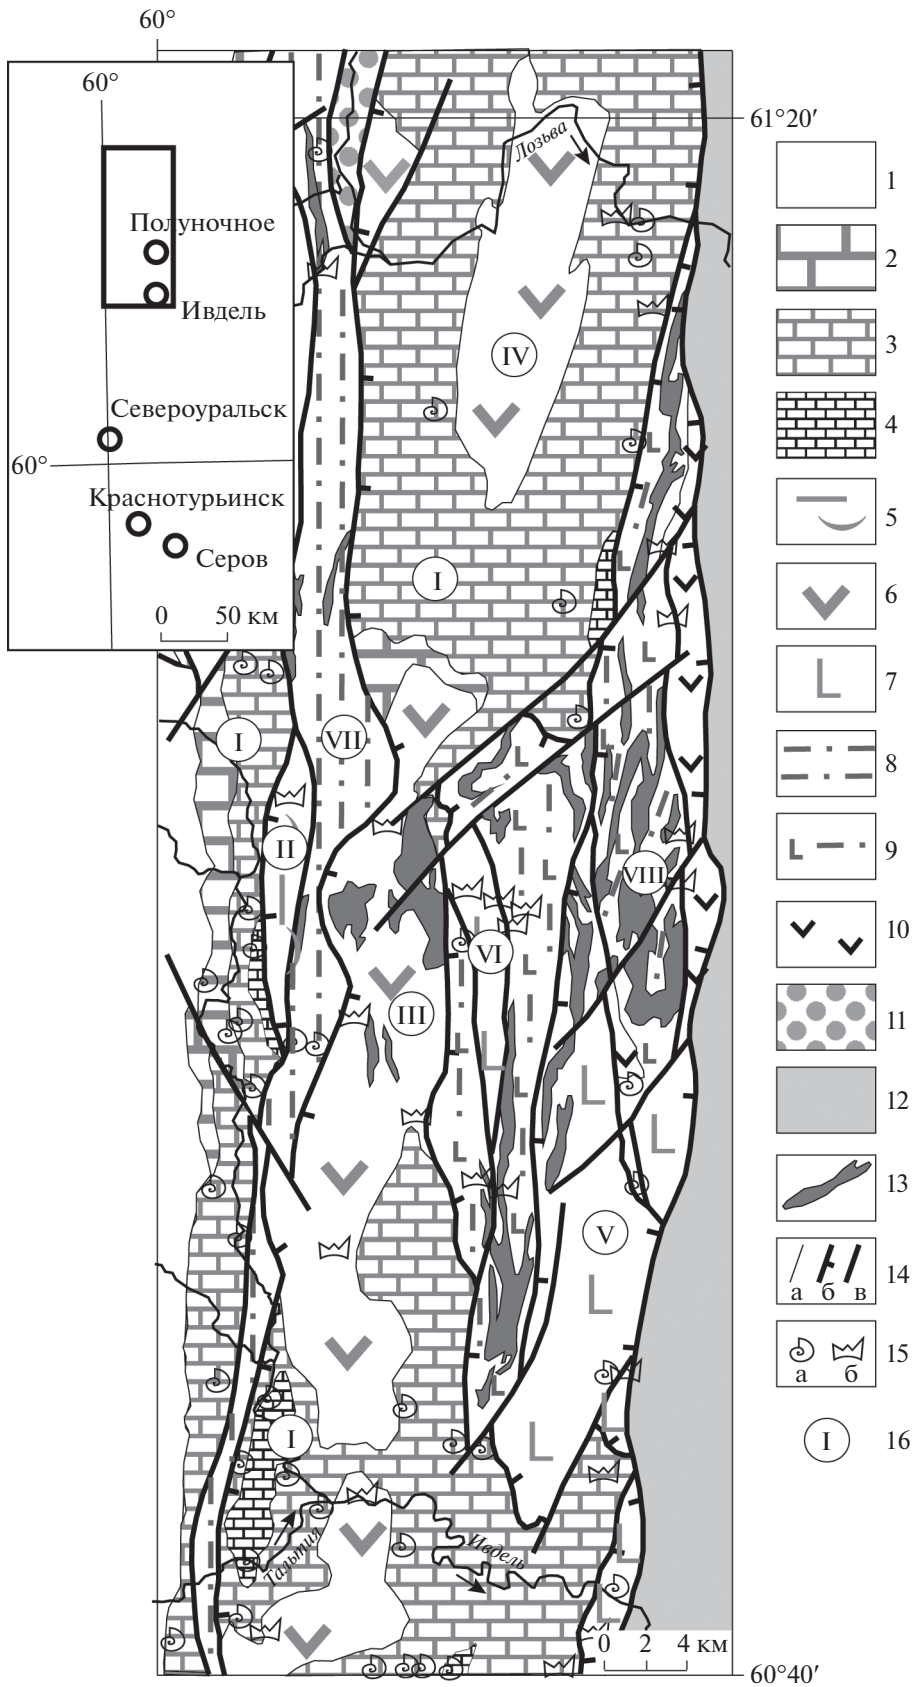 60°
60°
Полуночное
Ивдель
Североуральск
60°
Краснотурьинск
Серов
0 50 км
61°20′
Лозьва
IV
I
I
VII
II
VIII
VI
III
V
I
Тальтия
Ивдель
0 2 4 км
60°40′
1
2
3
4
5
6
7
8
9
10
11
12
13
а б в 14
а б 15
I 16